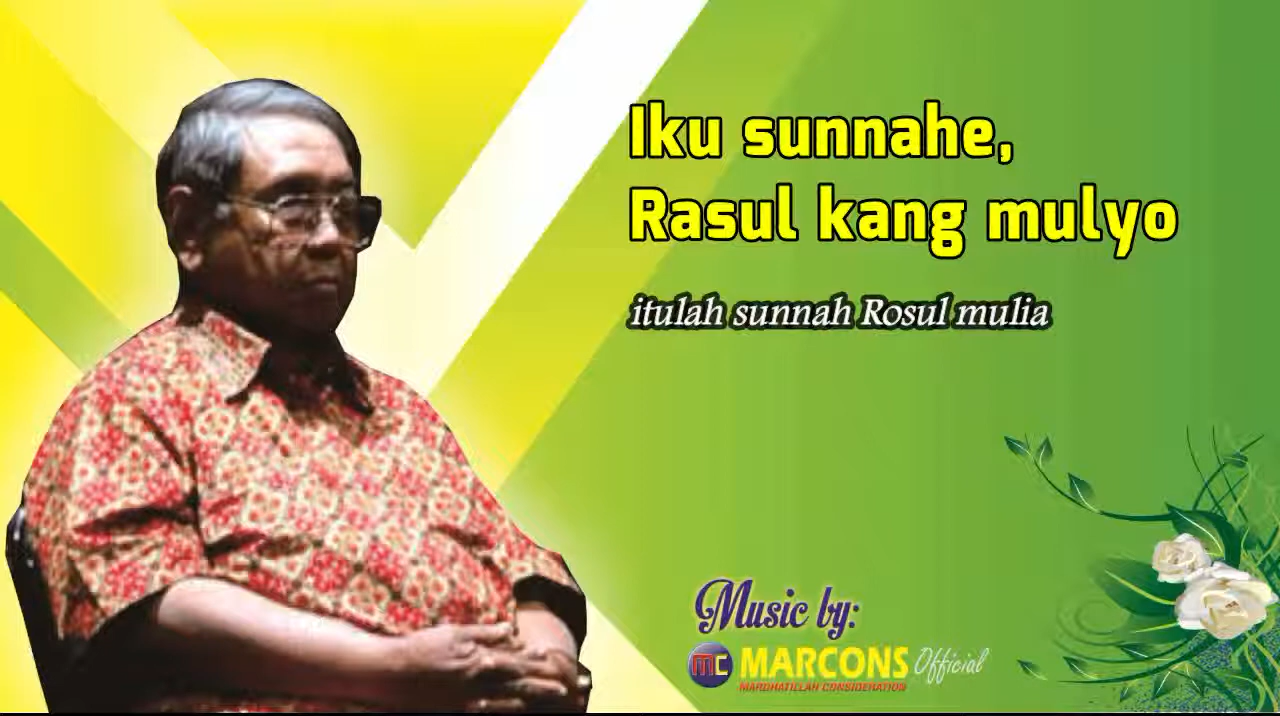 Iku sunnahe,
Rasul kang mulyo
itulah sunnah Rosul mulia
Music by:
MC MARCONS Official
MARDHATILLAH CONSIDERATION